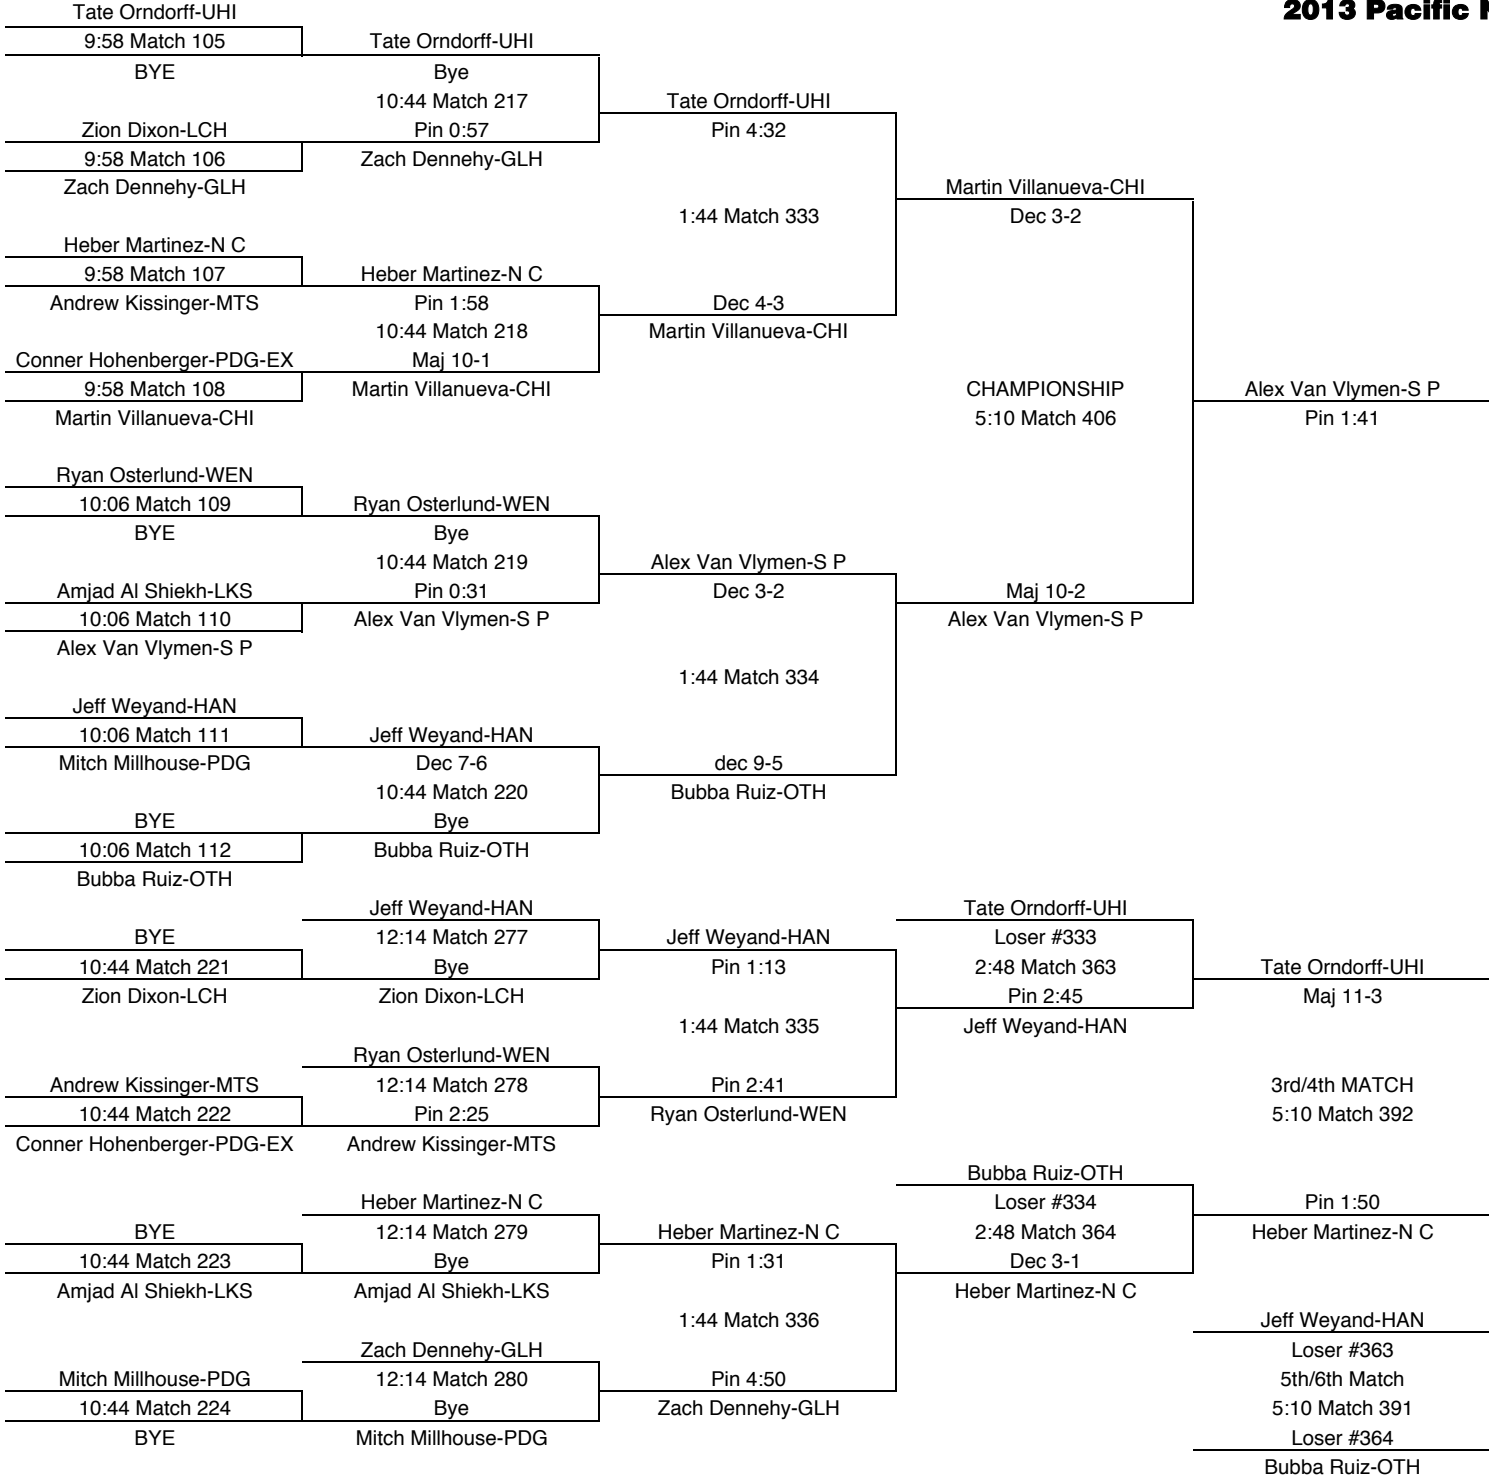 2013 Pacific
Tate Orndorff-UHI
9:58 Match 105
BYE
Zion Dixon-LCH
9:58 Match 106
Zach Dennehy-GLH
Heber Martinez-N C
9:58 Match 107
Andrew Kissinger-MTS
Conner Hohenberger-PDG-EX
9:58 Match 108
Martin Villanueva-CHI
Ryan Osterlund-WEN
10:06 Match 109
BYE
Amjad Al Shiekh-LKS
10:06 Match 110
Alex Van Vlymen-S P
Jeff Weyand-HAN
10:06 Match 111
Mitch Millhouse-PDG
BYE
10:06 Match 112
Bubba Ruiz-OTH
Tate Orndorff-UHI
Bye
10:44 Match 217
Pin 0:57
Zach Dennehy-GLH
Heber Martinez-N C
Pin 1:58
10:44 Match 218
Maj 10-1
Martin Villanueva-CHI
Ryan Osterlund-WEN
Bye
10:44 Match 219
Pin 0:31
Alex Van Vlymen-S P
Jeff Weyand-HAN
Dec 7-6
10:44 Match 220
Bye
Bubba Ruiz-OTH
Tate Orndorff-UHI
Pin 4:32
1:44 Match 333
Dec 4-3
Martin Villanueva-CHI
Alex Van Vlymen-S P
Dec 3-2
1:44 Match 334
dec 9-5
Bubba Ruiz-OTH
Martin Villanueva-CHI
Dec 3-2
CHAMPIONSHIP
5:10 Match 406
Maj 10-2
Alex Van Vlymen-S P
Alex Van Vlymen-S P
Pin 1:41
BYE
10:44 Match 221
Zion Dixon-LCH
Andrew Kissinger-MTS
10:44 Match 222
Conner Hohenberger-PDG-EX
BYE
10:44 Match 223
Amjad Al Shiekh-LKS
Mitch Millhouse-PDG
10:44 Match 224
BYE
Jeff Weyand-HAN
12:14 Match 277
Bye
Zion Dixon-LCH
Ryan Osterlund-WEN
12:14 Match 278
Pin 2:25
Andrew Kissinger-MTS
Heber Martinez-N C
12:14 Match 279
Bye
Amjad Al Shiekh-LKS
Zach Dennehy-GLH
12:14 Match 280
Bye
Mitch Millhouse-PDG
Jeff Weyand-HAN
Pin 1:13
1:44 Match 335
Pin 2:41
Ryan Osterlund-WEN
Heber Martinez-N C
Pin 1:31
1:44 Match 336
Pin 4:50
Zach Dennehy-GLH
Tate Orndorff-UHI
Loser #333
2:48 Match 363
Pin 2:45
Jeff Weyand-HAN
Bubba Ruiz-OTH
Loser #334
2:48 Match 364
Dec 3-1
Heber Martinez-N C
Tate Orndorff-UHI
Maj 11-3
3rd/4th MATCH
5:10 Match 392
Pin 1:50
Heber Martinez-N C
Jeff Weyand-HAN
Loser #363
5th/6th Match
5:10 Match 391
Loser #364
Bubba Ruiz-OTH